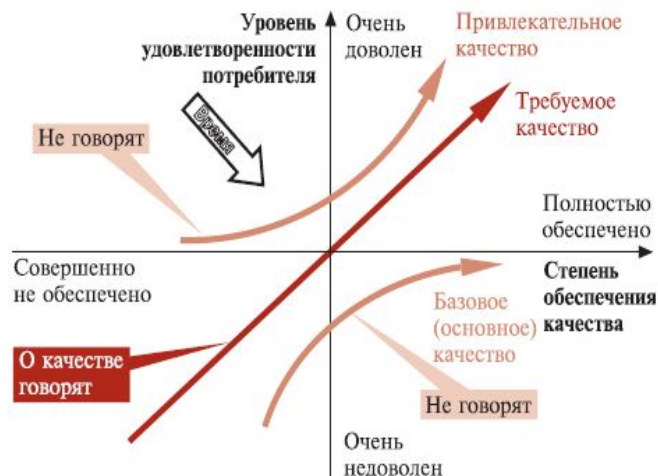 Уровень
удовлетворенности
потребителя
Очень
доволен
Привлекательное
качество
Требуемое
качество
Время
Не говорят
Полностью
обеспечено
Совершенно
не обеспечено
Степень
обеспечения
качества
Базовое
(основное)
качество
О качестве
говорят
Не говорят
Очень
недоволен